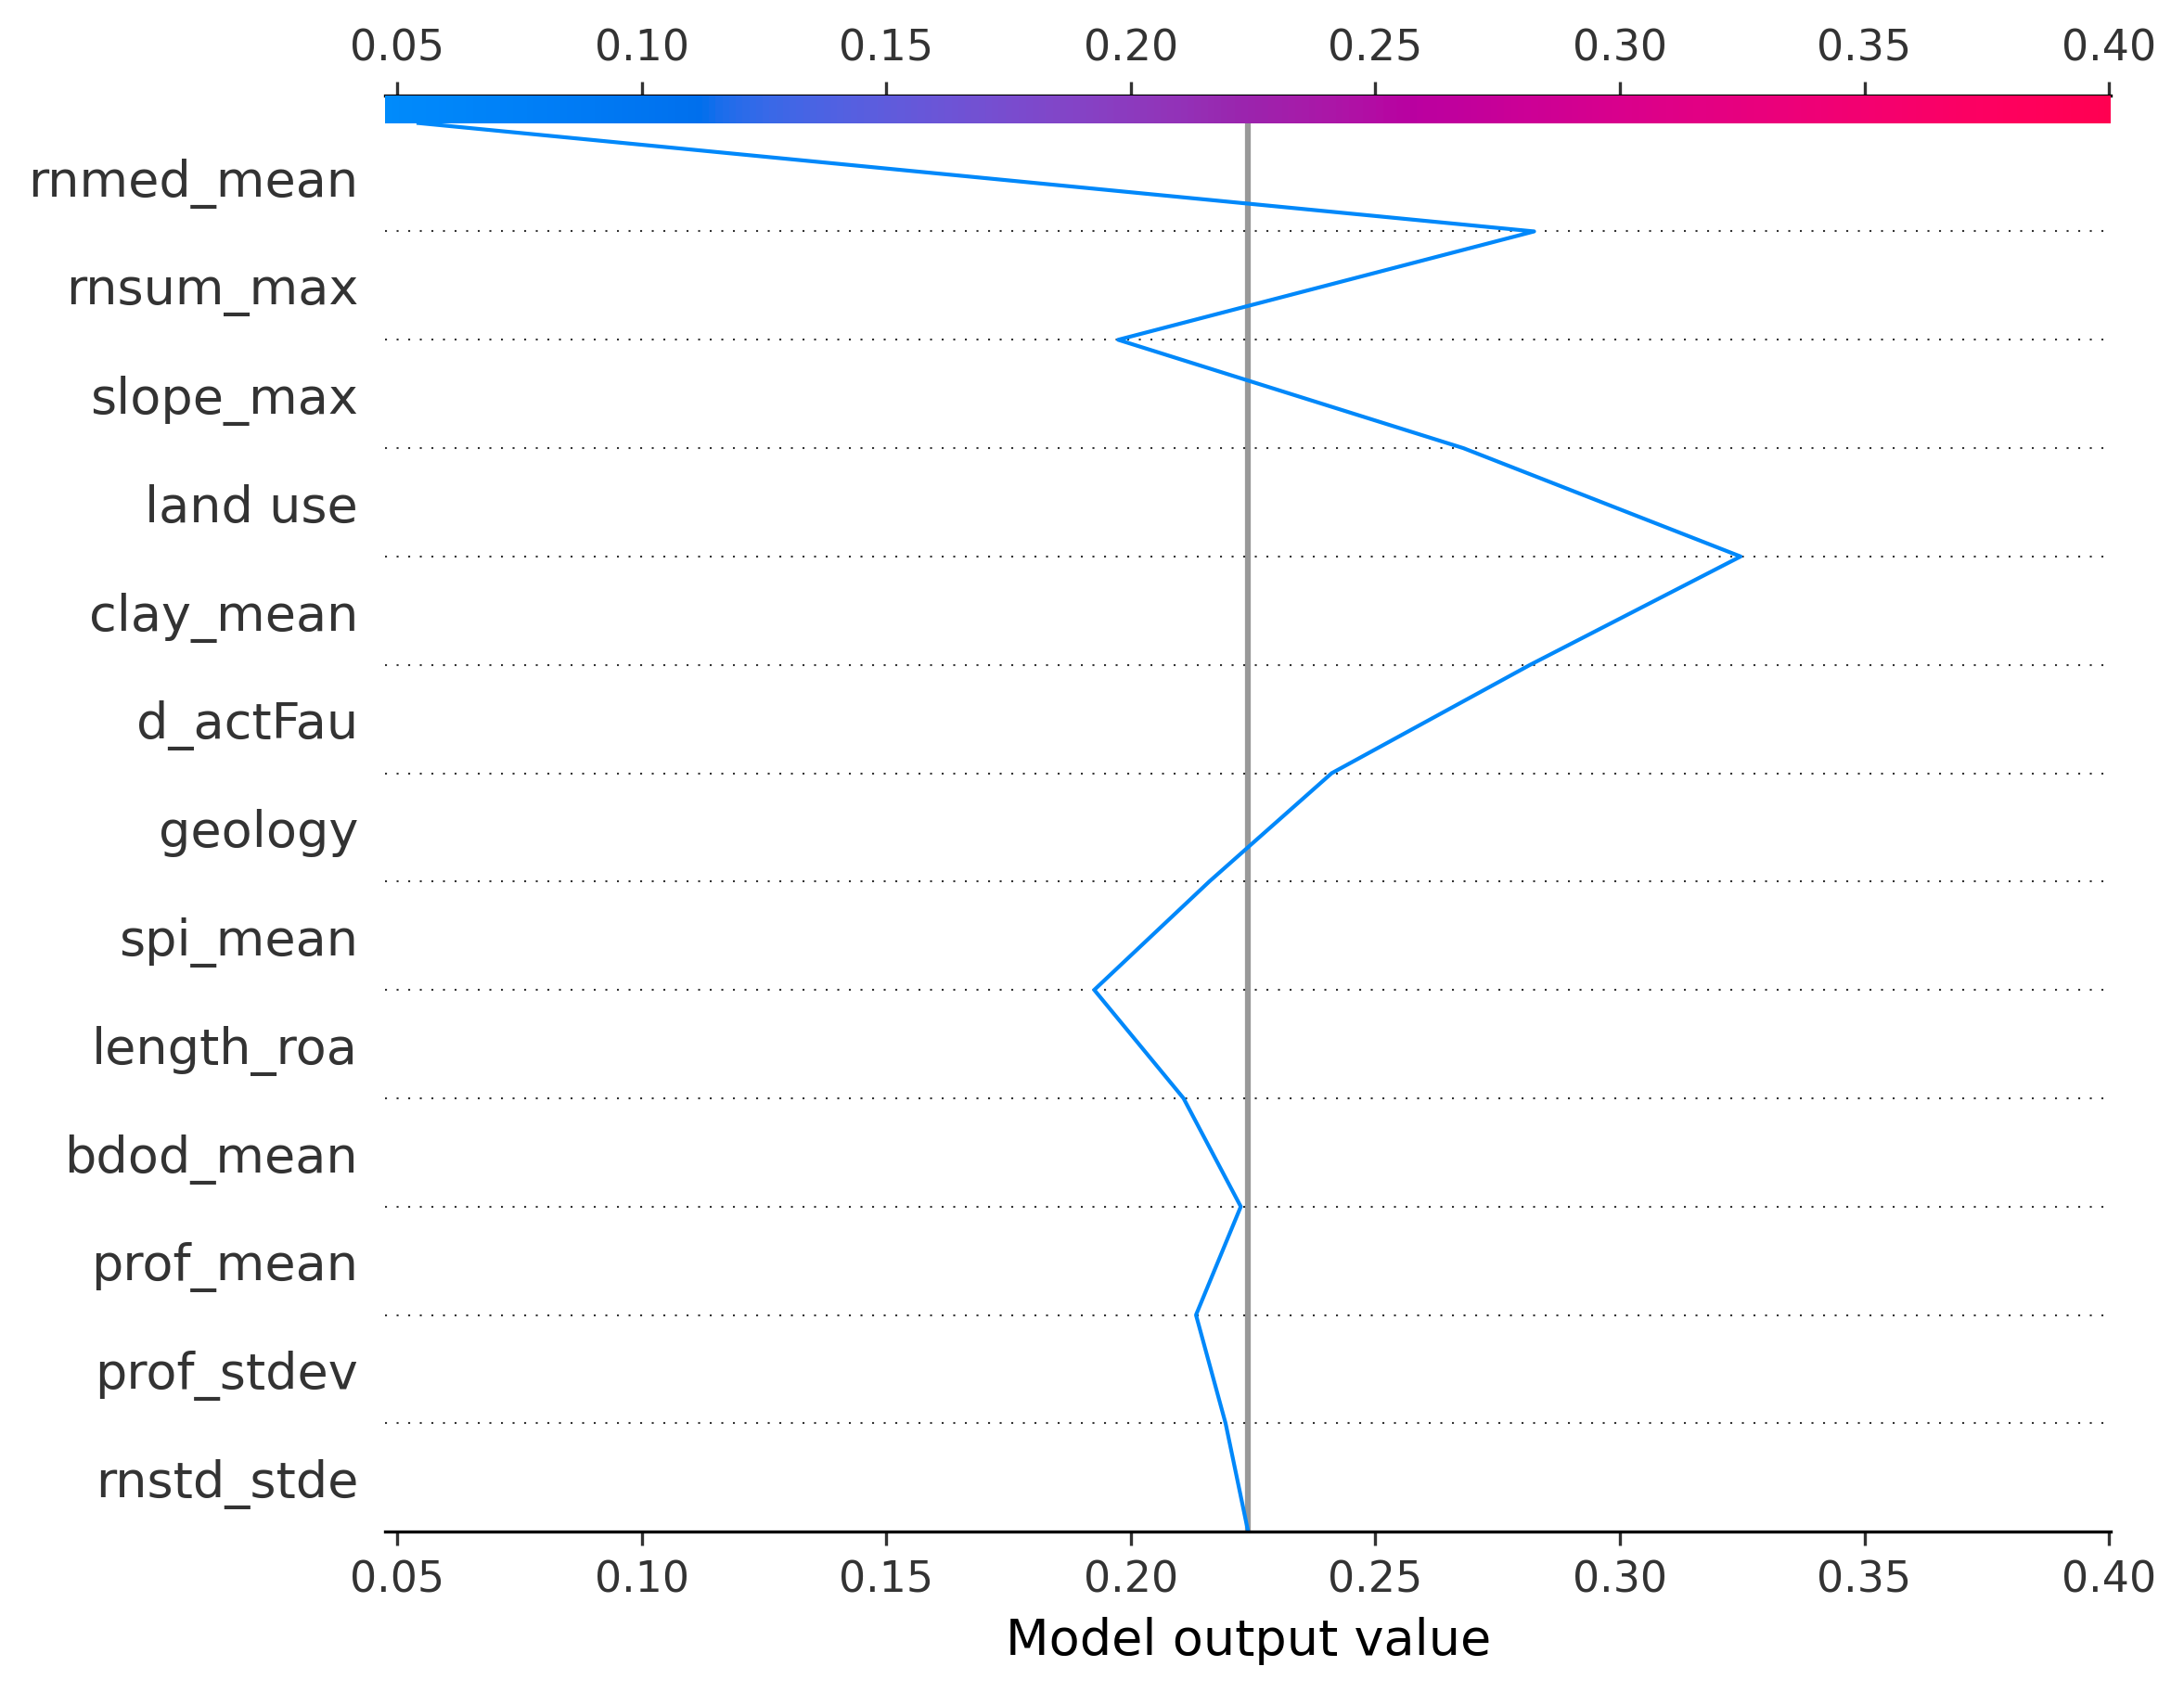 0.05 0.10 0.15 0.20 0.25 0.30 0.35 0.40
rnmed_mean
rnsum_max
slope_max
land use
clay_mean
d_actFau
geology
spi_mean
length_roa
bdod_mean
prof_mean
prof_stdev
rnstd_stde
0.05 0.10 0.15 0.20 0.25 0.30 0.35 0.40
Model output value